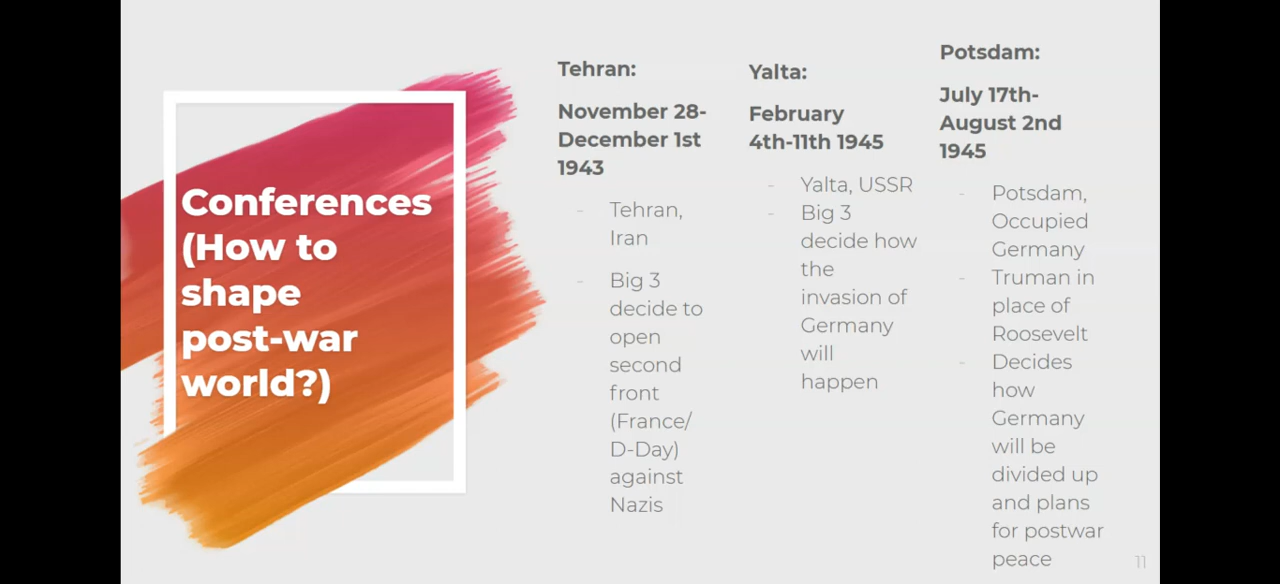 Conferences
(How to
shape
post-war
world?)
Tehran:
November 28-
December 1st
1943
- Tehran,
Iran
- Big 3
decide to
open
second
front
(France/
D-Day)
against
Nazis
Yalta:
February
4th-11th 1945
- Yalta, USSR
- Big 3
decide how
the
invasion of
Germany
will
happen
Potsdam:
July 17th-
August 2nd
1945
- Potsdam,
Occupied
Germany
- Truman in
place of
Roosevelt
- Decides
how
Germany
will be
divided up
and plans
for postwar
peace
11